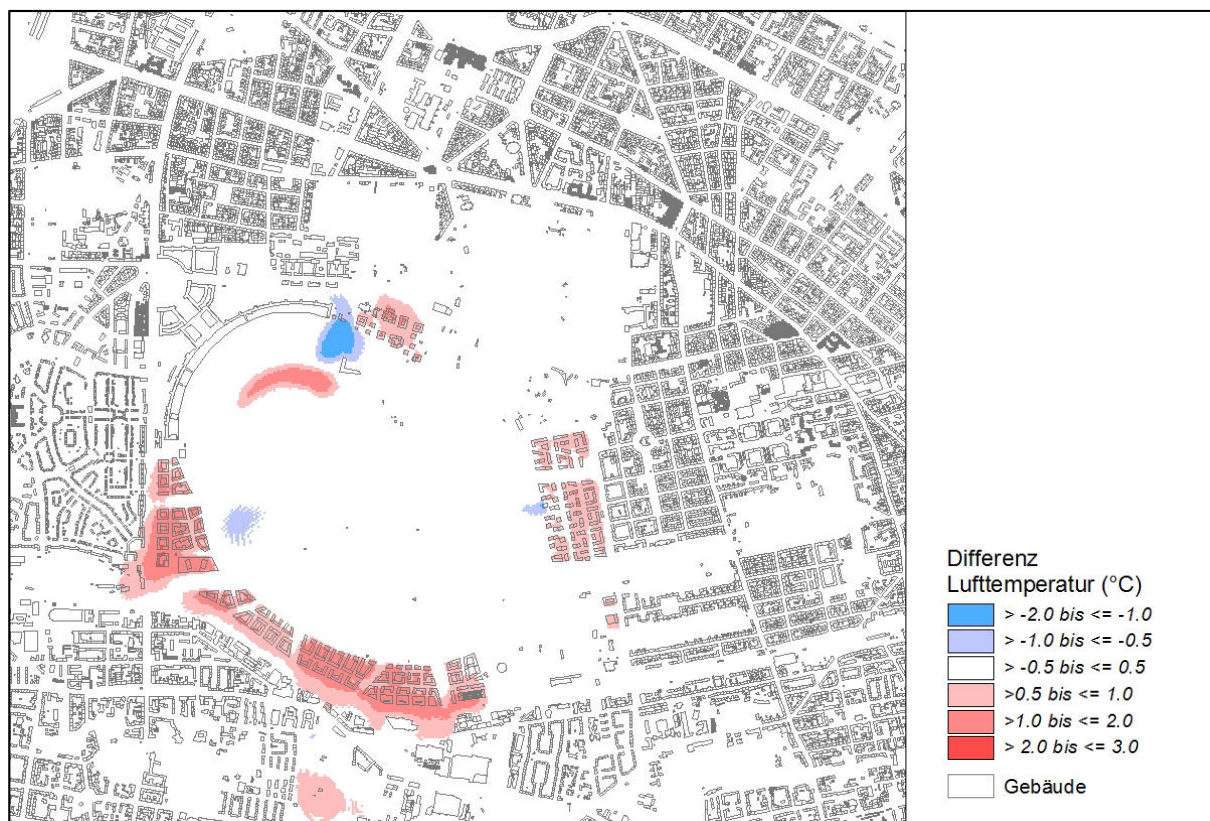 Differenz
Lufttemperatur (°C)
> -2.0 bis <= -1.0
> -1.0 bis <= -0.5
> -0.5 bis <= 0.5
>0.5 bis <= 1.0
>1.0 bis <= 2.0
> 2.0 bis <= 3.0
Gebäude